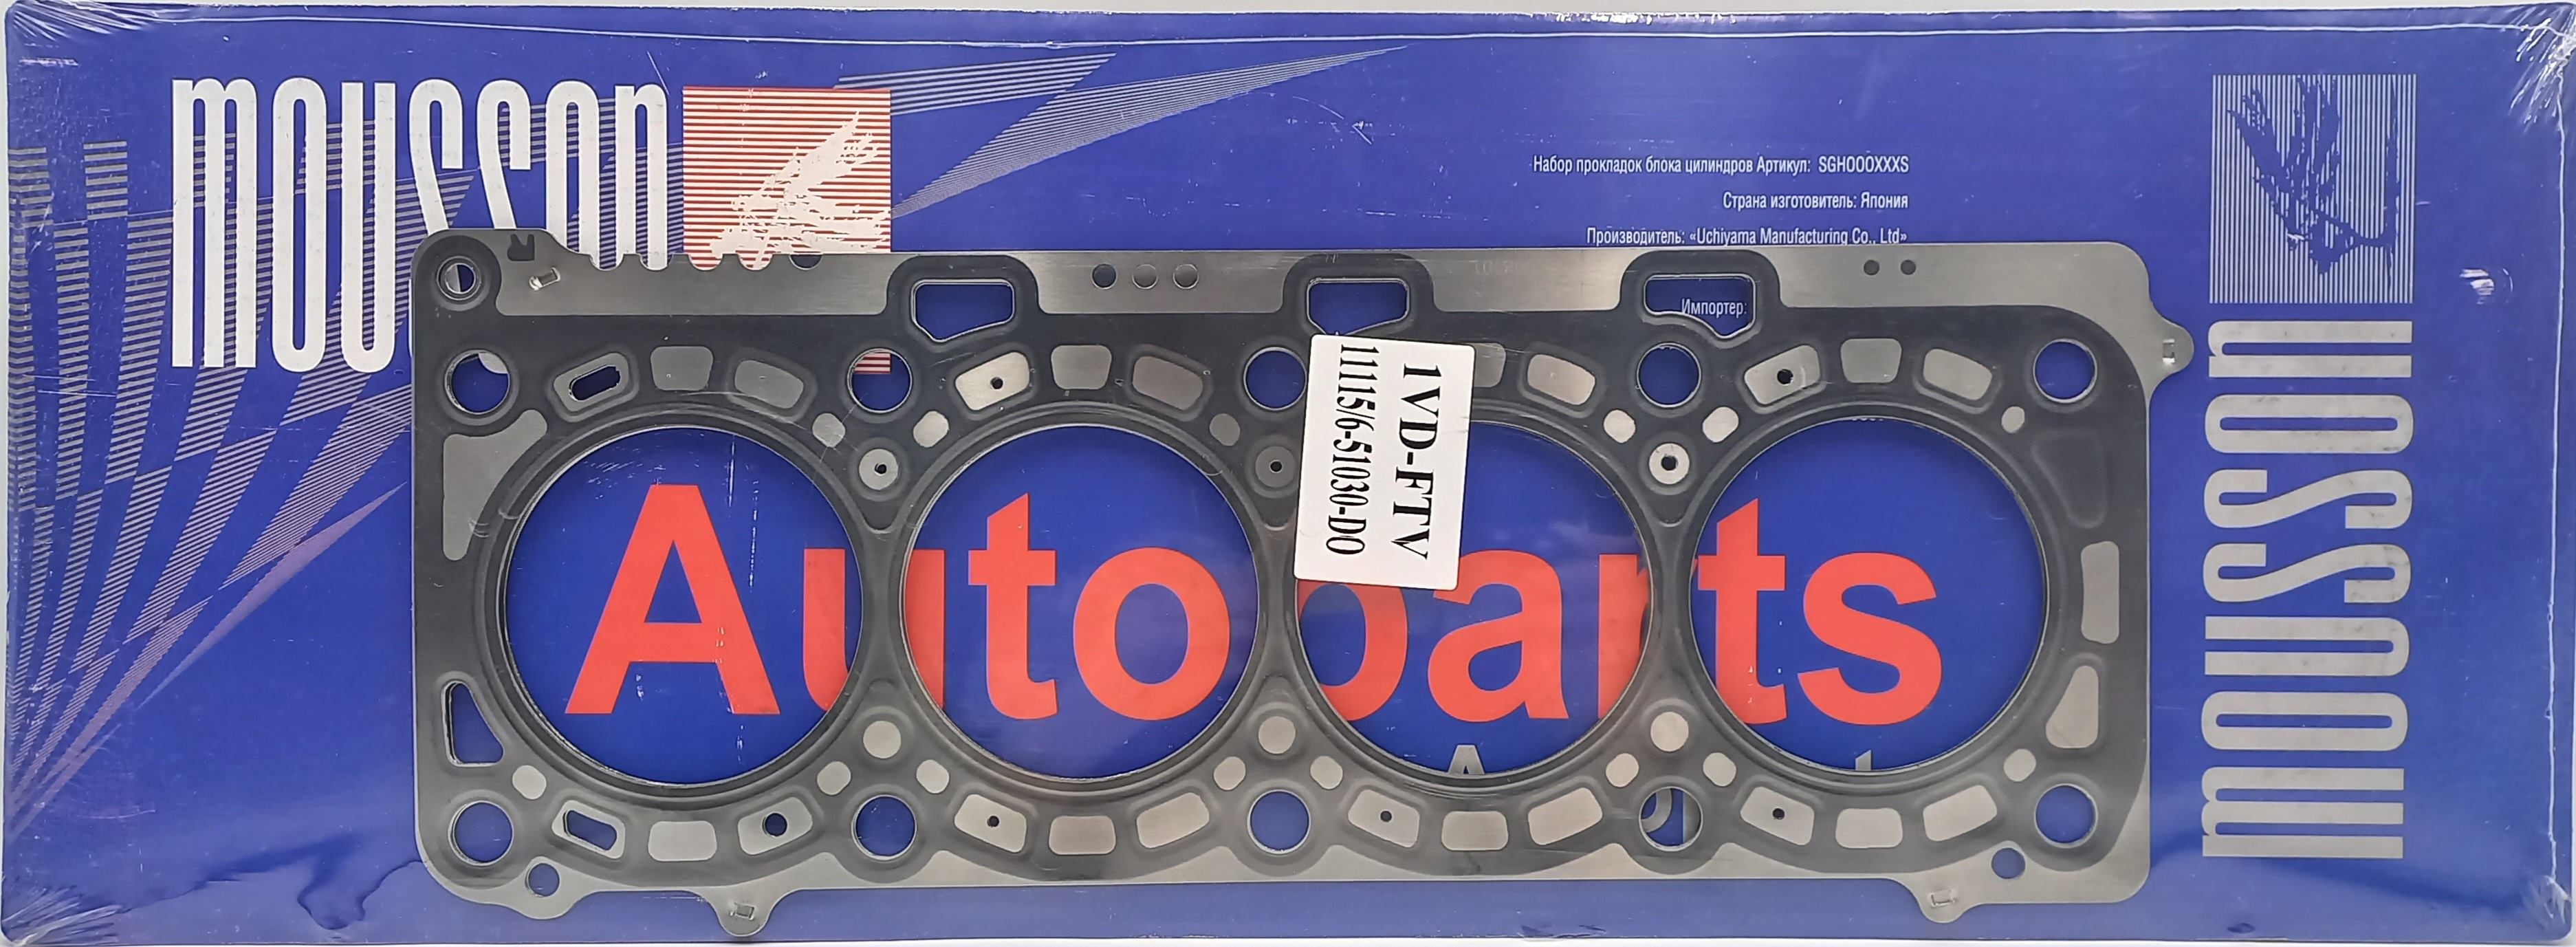 mousson
Набор прокладок блока цилиндров Артикул: SGHOOOXXXS
Страна изготовитель: Япония
Производитель: «Uchiyama Manufacturing Co., Ltd»
Импортер:
R
1VD-FTV
11115/6-51030-D0
Autoparts
mousson